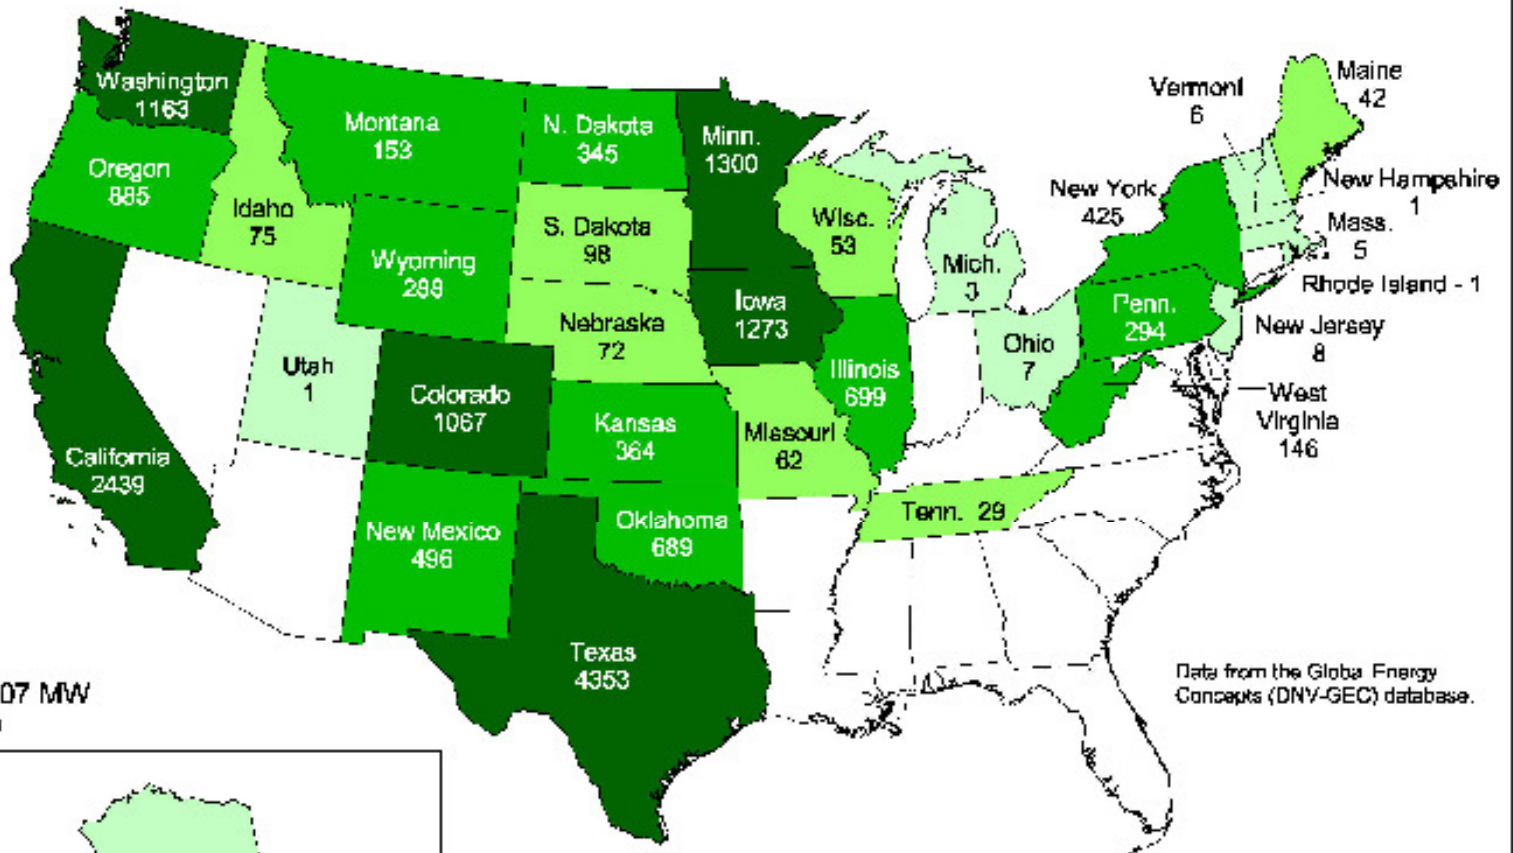 Washington
1163
Oregon
885
Idaho
75
Montana
153
N. Dakota
345
Minn.
1300
Wyoming
288
S. Dakota
98
Wisc.
53
Mich.
3
Nebraska
72
Iowa
1273
Utah
1
Colorado
1067
Kansas
364
Missouri
62
Illinois
699
Ohio
7
Penn.
294
New York
425
Vermont
6
Maine
42
New Hampshire
1
Mass.
5
Rhode Island - 1
New Jersey
8
West
Virginia
146
California
2439
New Mexico
496
Oklahoma
689
Tenn. 29
Texas
4353
Data from the Global Energy
Concepts (DNV-GEC) database.
07 MW